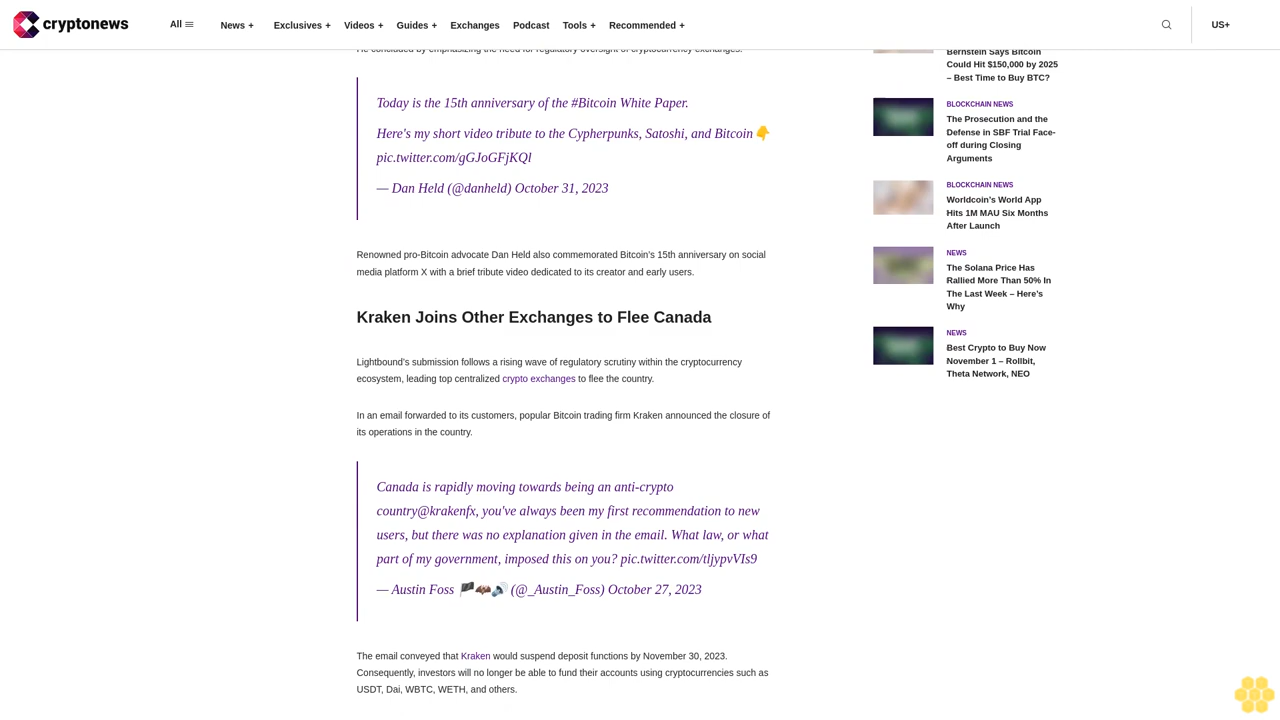 cryptonews
All
News +
Exclusives +
Videos +
Guides +
Exchanges
Podcast
Tools +
Recommended +
US+
He concluded by emphasizing the need for regulatory oversight of cryptocurrency exchanges.
Today is the 15th anniversary of the #Bitcoin White Paper.
Here's my short video tribute to the Cypherpunks, Satoshi, and Bitcoin👇
pic.twitter.com/gGJoGFjKQl
— Dan Held (@danheld) October 31, 2023
Renowned pro-Bitcoin advocate Dan Held also commemorated Bitcoin's 15th anniversary on social
media platform X with a brief tribute video dedicated to its creator and early users.
Kraken Joins Other Exchanges to Flee Canada
Lightbound's submission follows a rising wave of regulatory scrutiny within the cryptocurrency
ecosystem, leading top centralized crypto exchanges to flee the country.
In an email forwarded to its customers, popular Bitcoin trading firm Kraken announced the closure of
its operations in the country.
Canada is rapidly moving towards being an anti-crypto
country@krakenfx, you've always been my first recommendation to new
users, but there was no explanation given in the email. What law, or what
part of my government, imposed this on you? pic.twitter.com/tljypvVIs9
— Austin Foss 🏴🦇🔊 (@_Austin_Foss) October 27, 2023
The email conveyed that Kraken would suspend deposit functions by November 30, 2023.
Consequently, investors will no longer be able to fund their accounts using cryptocurrencies such as
USDT, Dai, WBTC, WETH, and others.
Bernstein Says Bitcoin
Could Hit $150,000 by 2025
– Best Time to Buy BTC?
BLOCKCHAIN NEWS
The Prosecution and the
Defense in SBF Trial Face-
off during Closing
Arguments
BLOCKCHAIN NEWS
Worldcoin's World App
Hits 1M MAU Six Months
After Launch
NEWS
The Solana Price Has
Rallied More Than 50% In
The Last Week – Here's
Why
NEWS
Best Crypto to Buy Now
November 1 – Rollbit,
Theta Network, NEO